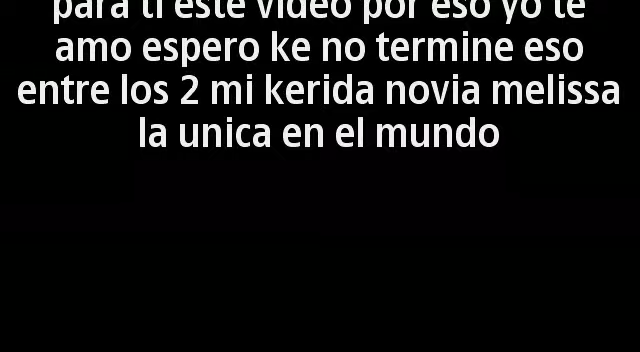 para ti este video por eso yo te
amo espero ke no termine eso
entre los 2 mi kerida novia melissa
la unica en el mundo